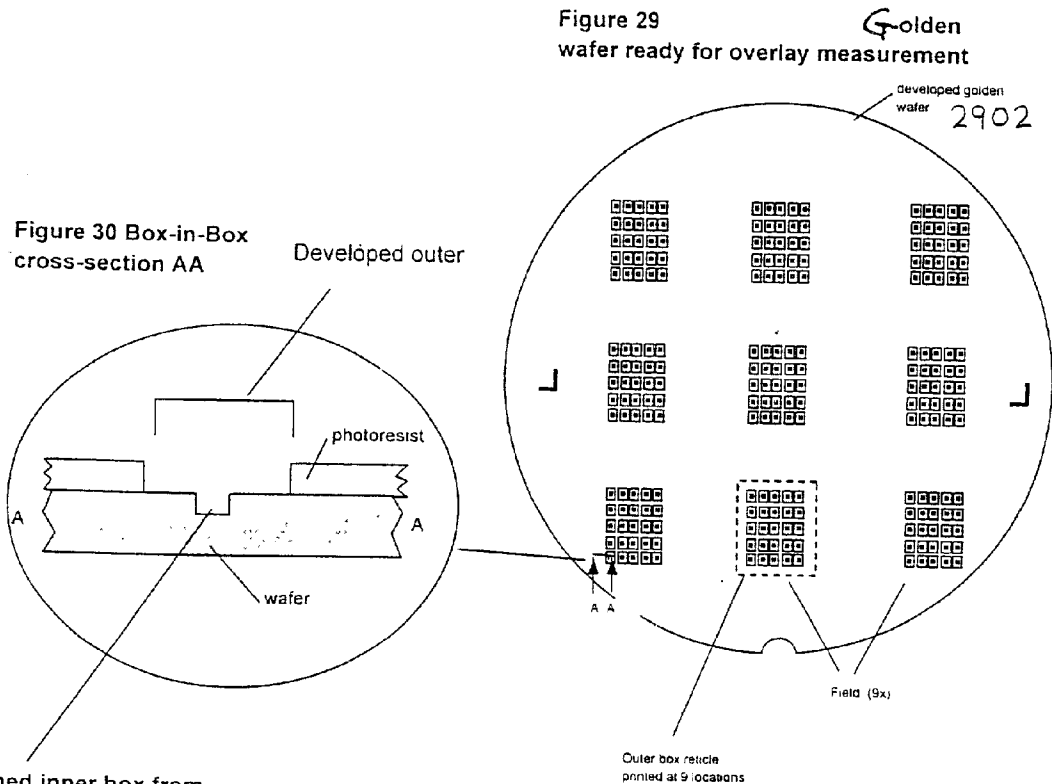 Figure 29 Golden
wafer ready for overlay measurement
developed golden
wafer 2902
Figure 30 Box-in-Box
cross-section AA
Developed outer
photoresist
A A
wafer
A A
Field (9x)
Outer box reticle
printed at 9 locations
inner box from